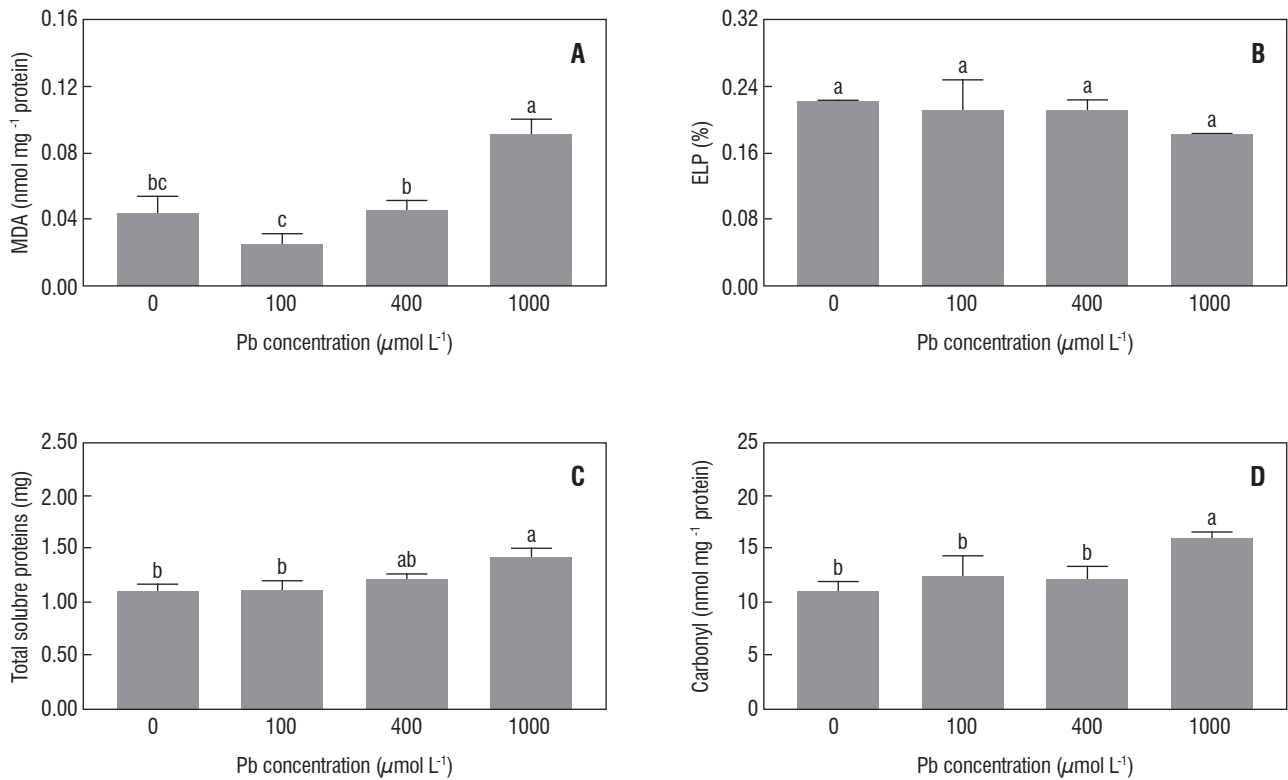 A
MDA (nmol mg -1 protein)
0.16
0.12
0.08
0.04
0.00
bc
c
b
a
0 100 400 1000
Pb concentration (µmol L-1)
B
ELP (%)
0.32
0.24
0.16
0.08
0.00
a
a
a
a
0 100 400 1000
Pb concentration (µmol L-1)
C
Total solubre proteins (mg)
2.50
2.00
1.50
1.00
0.50
0.00
b
b
ab
a
0 100 400 1000
Pb concentration (µmol L-1)
D
Carbonyl (nmol mg -1 protein)
25
20
15
10
5
0
b
b
b
a
0 100 400 1000
Pb concentration (µmol L-1)